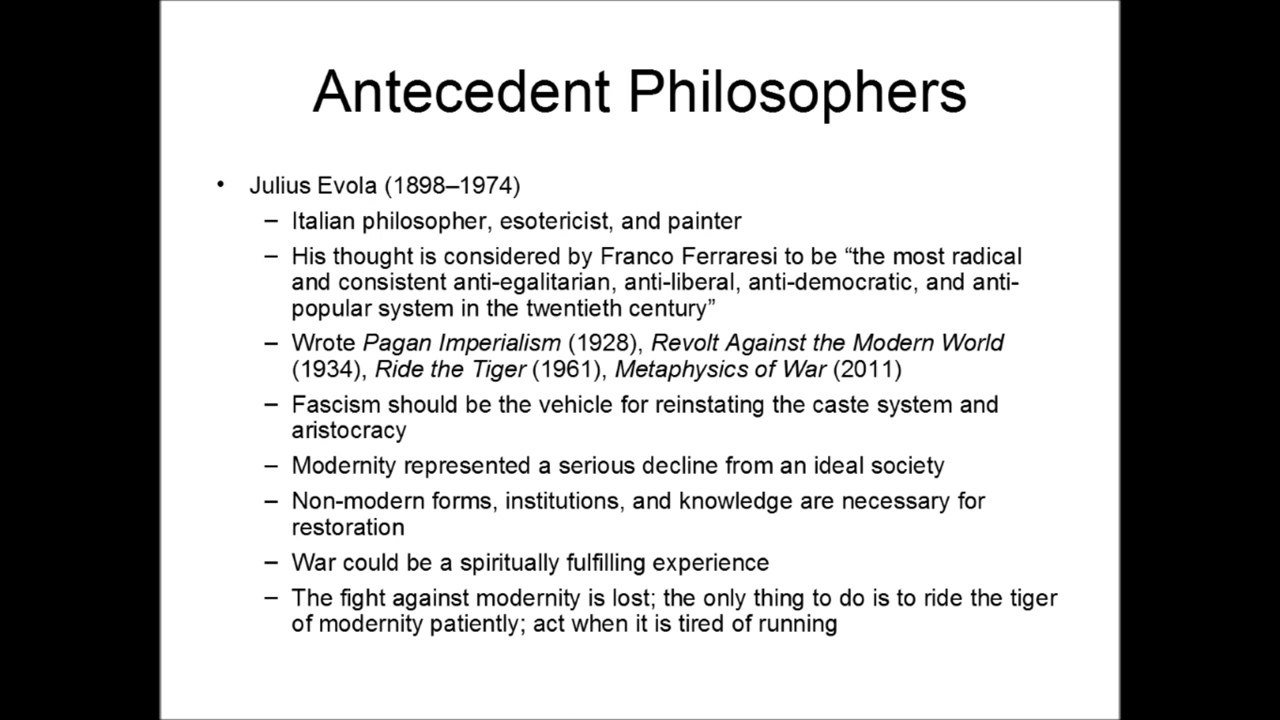 Antecedent Philosophers
• Julius Evola (1898–1974)
– Italian philosopher, esotericist, and painter
– His thought is considered by Franco Ferraresi to be “the most radical
and consistent anti-egalitarian, anti-liberal, anti-democratic, and anti-
popular system in the twentieth century”
– Wrote Pagan Imperialism (1928), Revolt Against the Modern World
(1934), Ride the Tiger (1961), Metaphysics of War (2011)
– Fascism should be the vehicle for reinstating the caste system and
aristocracy
– Modernity represented a serious decline from an ideal society
– Non-modern forms, institutions, and knowledge are necessary for
restoration
– War could be a spiritually fulfilling experience
– The fight against modernity is lost; the only thing to do is to ride the tiger
of modernity patiently; act when it is tired of running